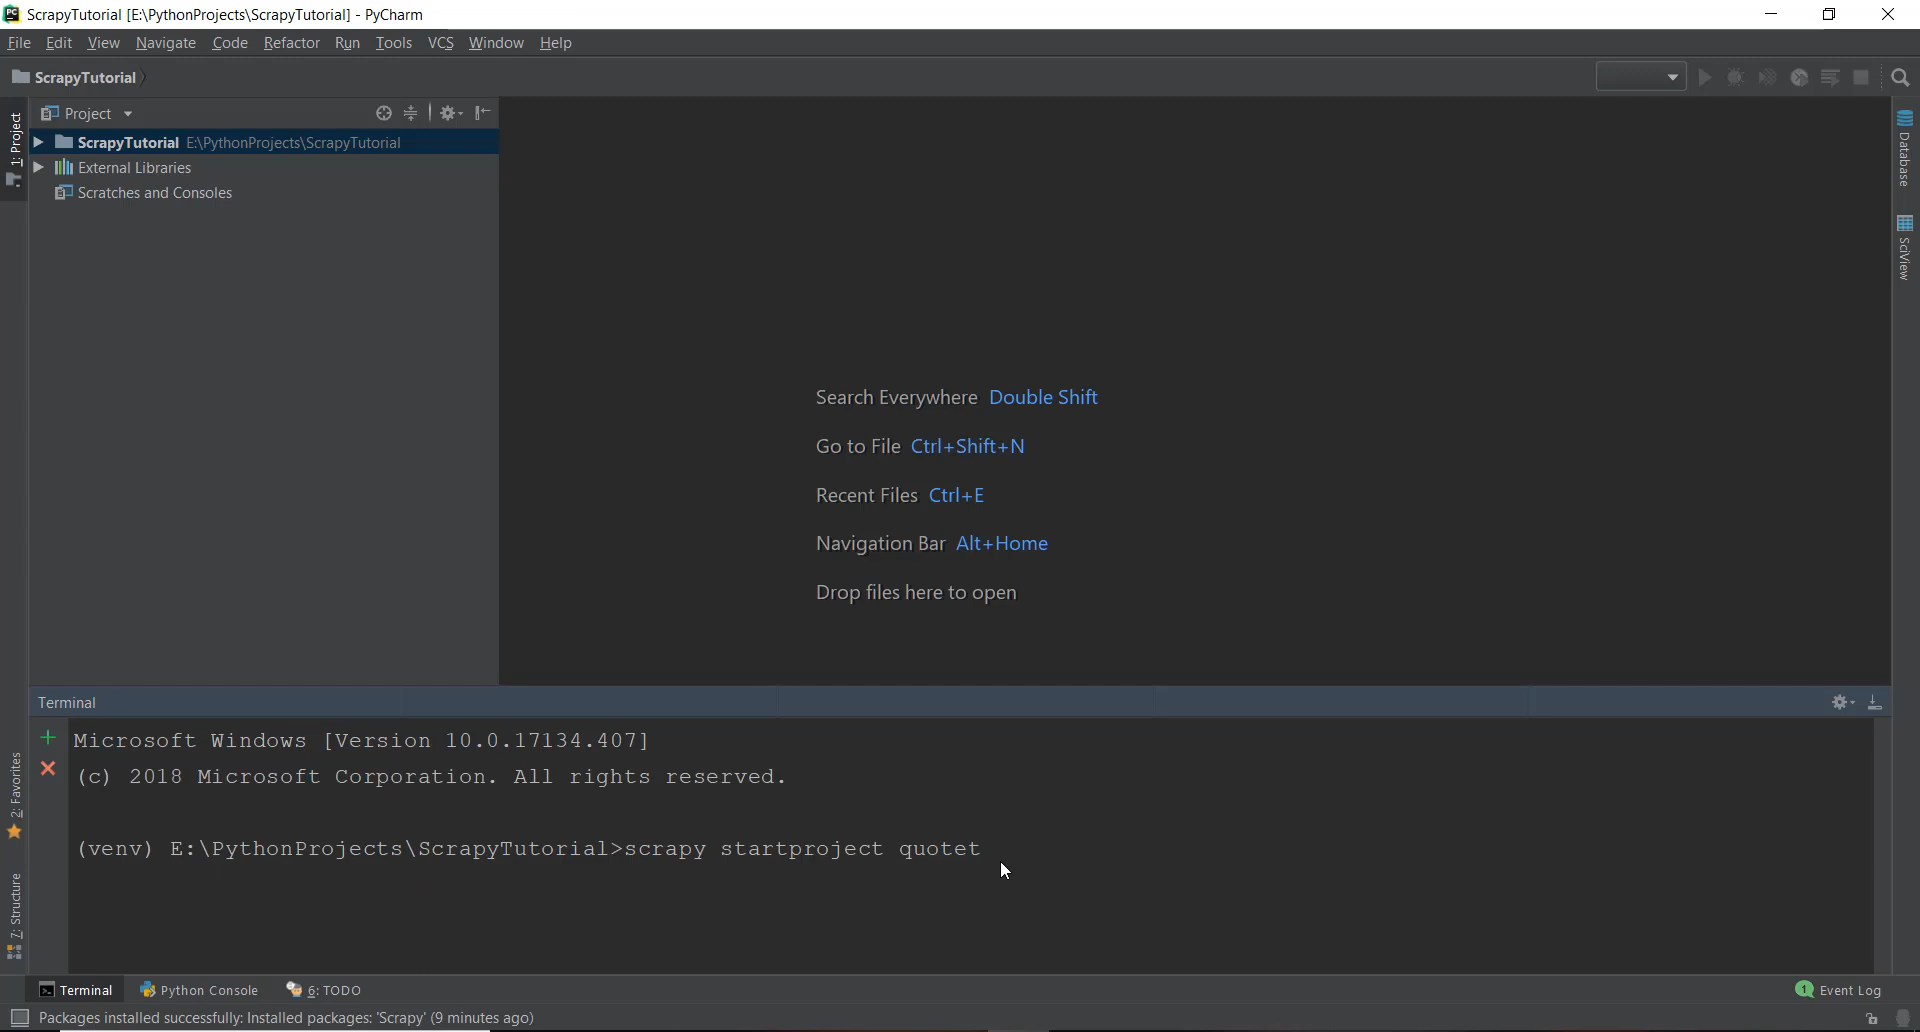 ScrapyTutorial [E:\PythonProjects\ScrapyTutorial] - PyCharm
File Edit View Navigate Code Refactor Run Tools VCS Window Help
ScrapyTutorial
Project
1: Project
ScrapyTutorial E:\PythonProjects\ScrapyTutorial
External Libraries
Scratches and Consoles
Database
SciView
Search Everywhere Double Shift
Go to File Ctrl+Shift+N
Recent Files Ctrl+E
Navigation Bar Alt+Home
Drop files here to open
Terminal
Microsoft Windows [Version 10.0.17134.407]
(c) 2018 Microsoft Corporation. All rights reserved.
(venv) E:\PythonProjects\ScrapyTutorial>scrapy startproject quotet
2: Favorites
7: Structure
Terminal Python Console 6: TODO 1 Event Log
Packages installed successfully: Installed packages: 'Scrapy' (9 minutes ago)